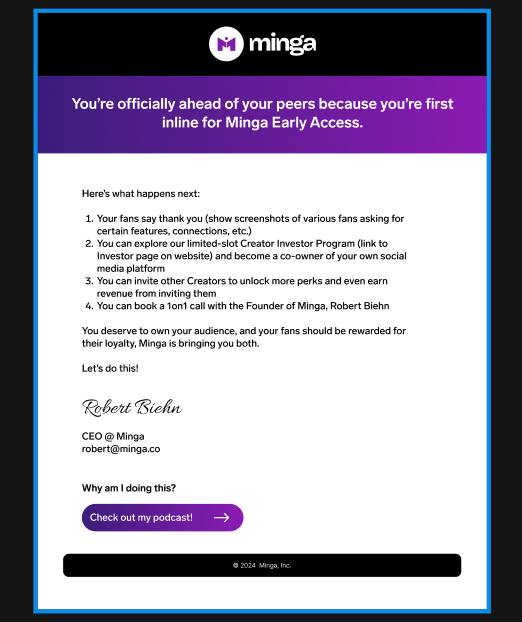 minga
You're officially ahead of your peers because you're first
inline for Minga Early Access.
Here's what happens next:
1. Your fans say thank you (show screenshots of various fans asking for
certain features, connections, etc.)
2. You can explore our limited-slot Creator Investor Program (link to
Investor page on website) and become a co-owner of your own social
media platform
3. You can invite other Creators to unlock more perks and even earn
revenue from inviting them
4. You can book a 1on1 call with the Founder of Minga, Robert Biehn
You deserve to own your audience, and your fans should be rewarded for
their loyalty, Minga is bringing you both.
Let's do this!
Robert Biehn
CEO @ Minga
robert@minga.co
Why am I doing this?
Check out my podcast!
© 2024 Minga, Inc.